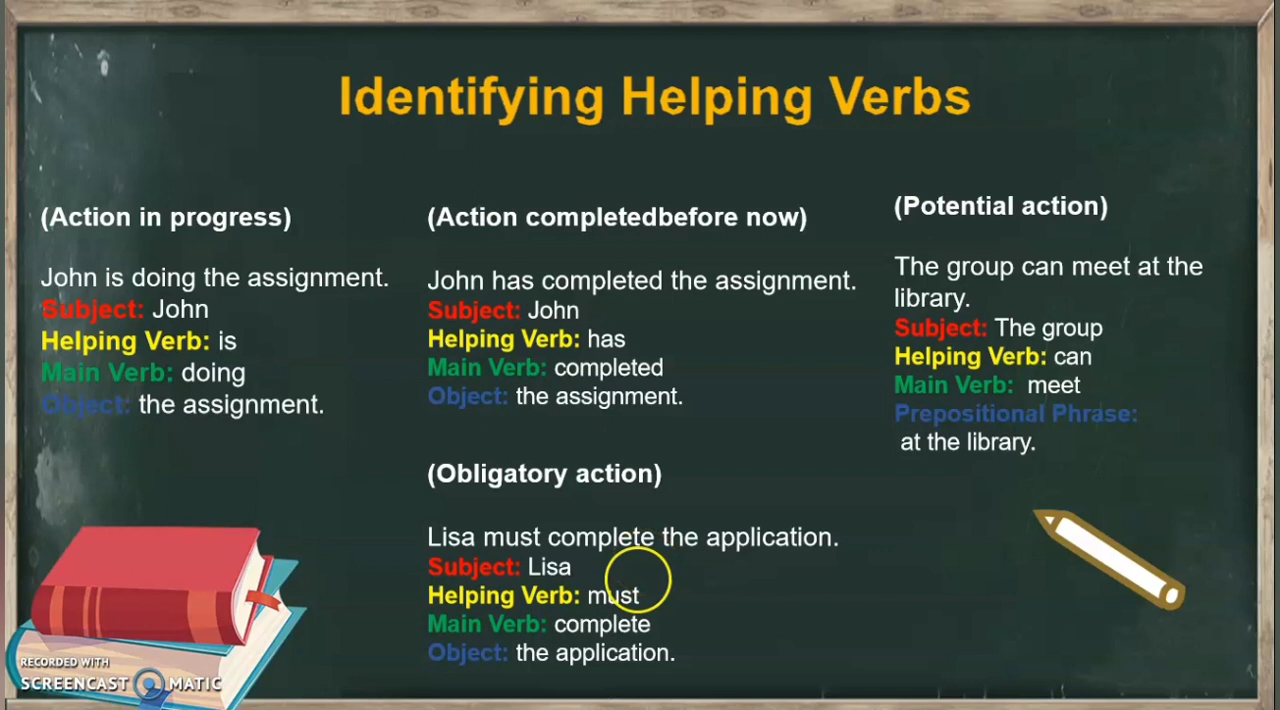 Identifying Helping Verbs
(Action in progress)
John is doing the assignment.
Subject: John
Helping Verb: is
Main Verb: doing
Object: the assignment.
(Action completedbefore now)
John has completed the assignment.
Subject: John
Helping Verb: has
Main Verb: completed
Object: the assignment.
(Potential action)
The group can meet at the
library.
Subject: The group
Helping Verb: can
Main Verb: meet
Prepositional Phrase:
at the library.
(Obligatory action)
Lisa must complete the application.
Subject: Lisa
Helping Verb: must
Main Verb: complete
Object: the application.
RECORDED WITH
SCREENCAST MATIC